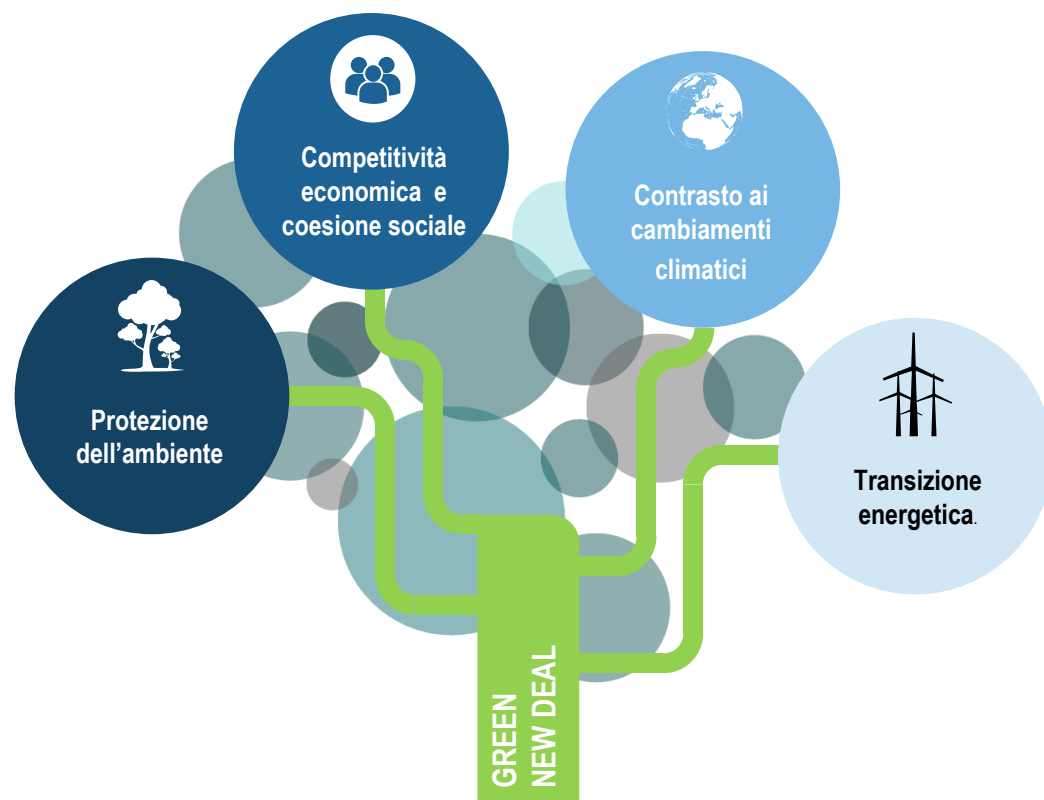 Competitività
economica e
coesione sociale
Contrasto ai
cambiamenti
climatici
Protezione
dell’ambiente
Transizione
energetica.
GREEN
NEW DEAL